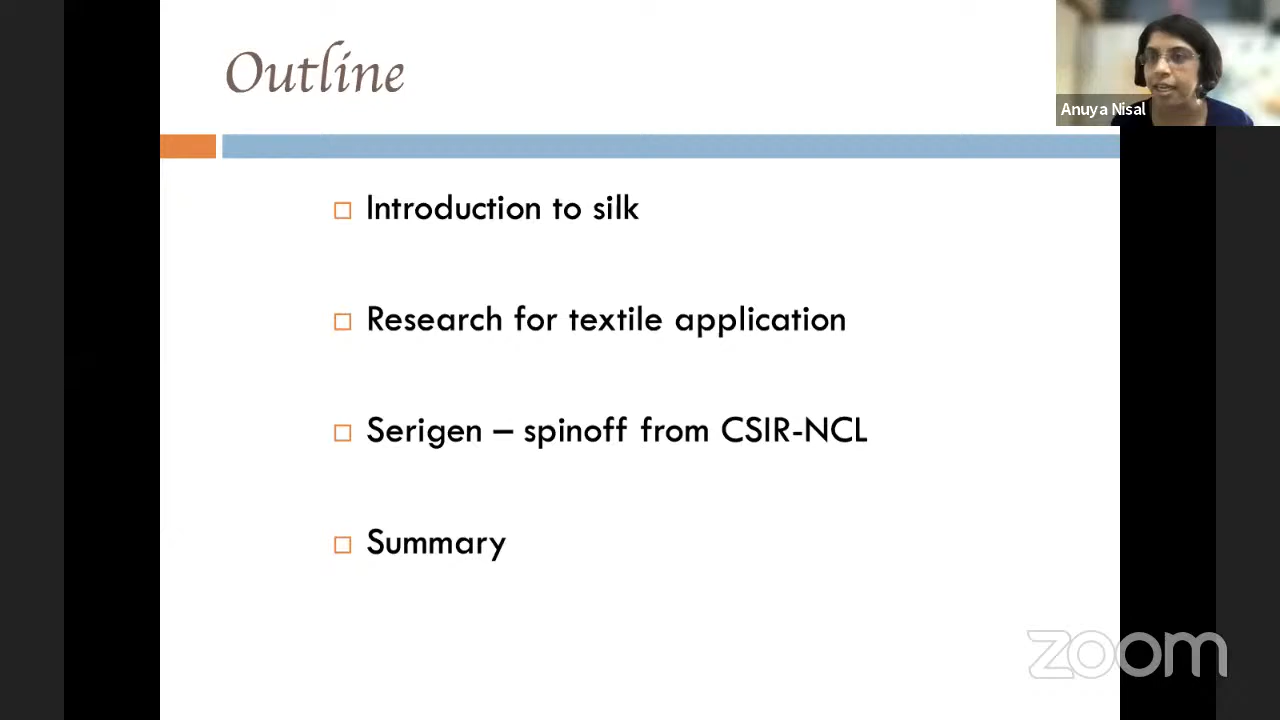 Outline
Anuya Nisal
Introduction to silk
Research for textile application
Serigen – spinoff from CSIR-NCL
Summary
zoom